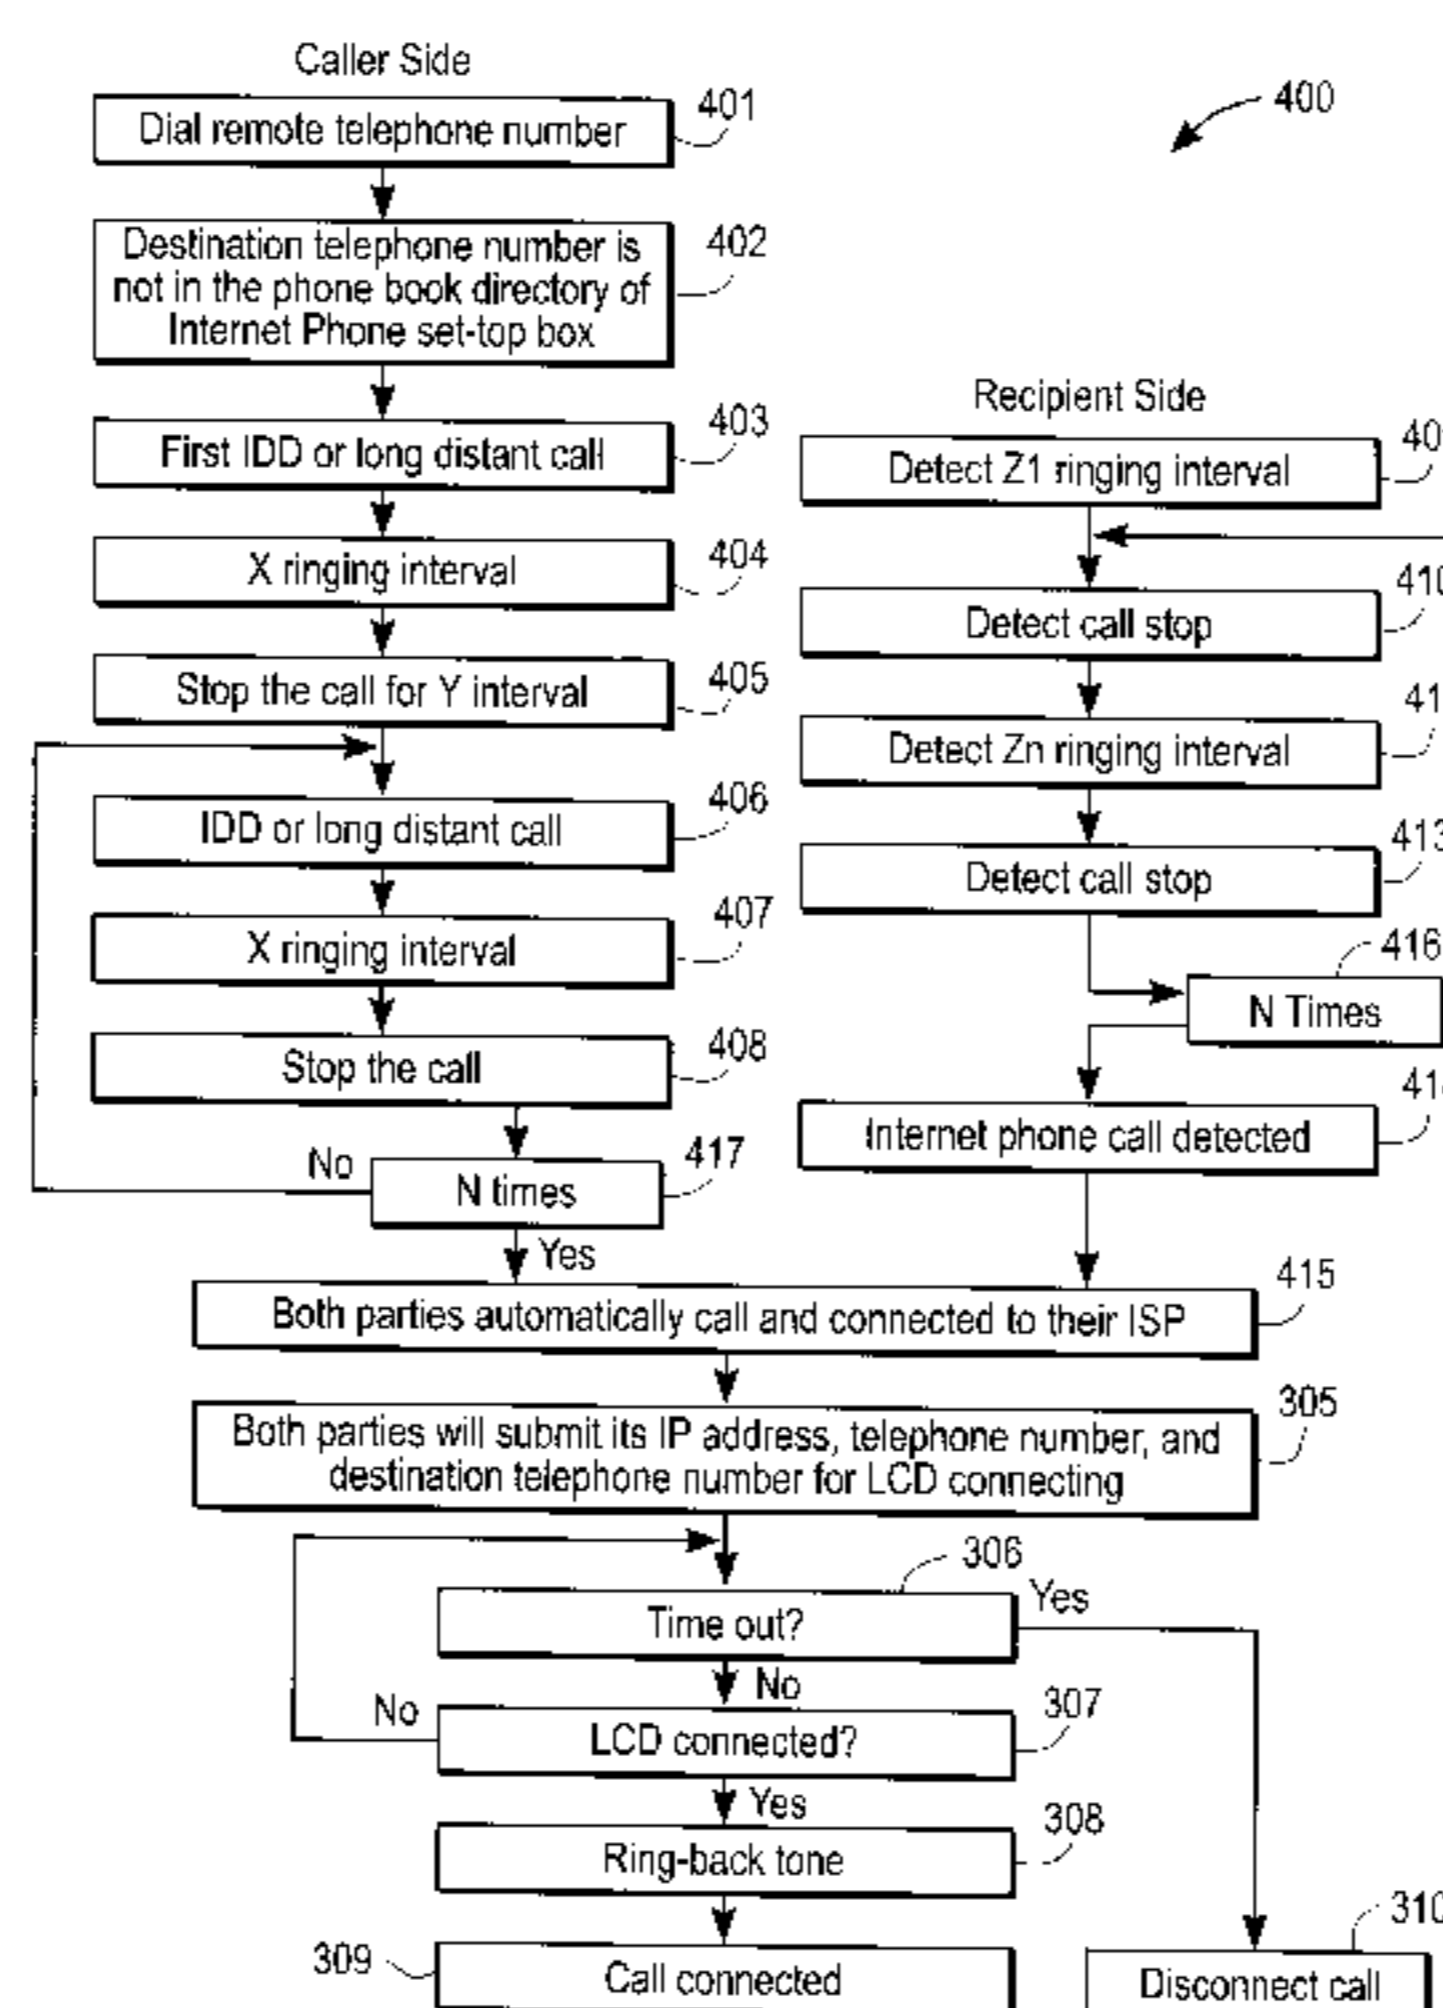 Caller Side
Dial remote telephone number
401
400
Destination telephone number is
not in the phone book directory of
Internet Phone set-top box
402
First IDD or long distant call
403
X ringing interval
404
Stop the call for Y interval
405
IDD or long distant call
406
X ringing interval
407
Stop the call
408
No
N times
417
Yes
Recipient Side
Detect Z1 ringing interval
Detect call stop
410
Detect Zn ringing interval
Detect call stop
413
416
N Times
Internet phone call detected
Both parties automatically call and connected to their ISP
415
Both parties will submit its IP address, telephone number, and
destination telephone number for LCD connecting
305
306
Time out?
Yes
No
No
LCD connected?
307
Yes
Ring-back tone
308
309
Call connected
310
Disconnect call